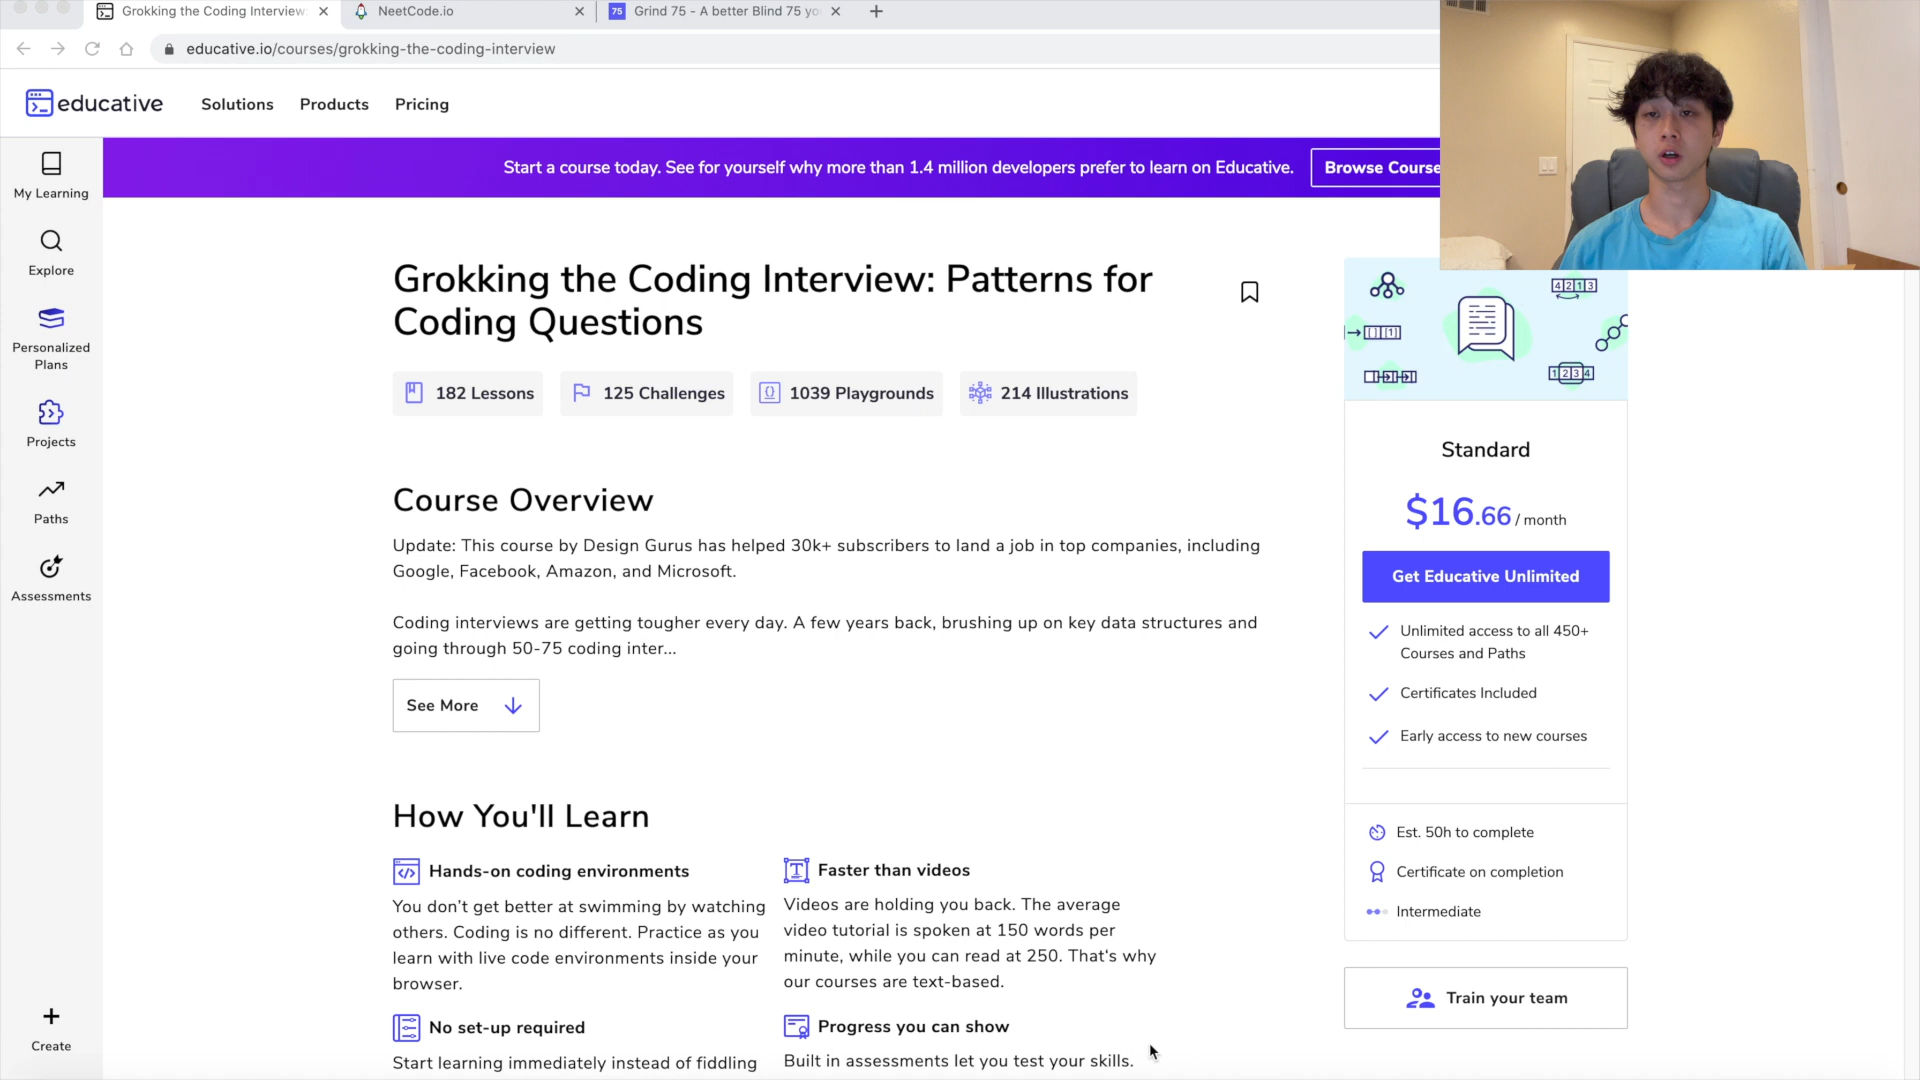 Grokking the Coding Interview
NeetCode.io
75 Grind 75 - A better Blind 75 yo
educative.io/courses/grokking-the-coding-interview
educative
Solutions
Products
Pricing
Start a course today. See for yourself why more than 1.4 million developers prefer to learn on Educative.
Browse Course
My Learning
Explore
Personalized
Plans
Projects
Paths
Assessments
Create
Grokking the Coding Interview: Patterns for
Coding Questions
182 Lessons
125 Challenges
1039 Playgrounds
214 Illustrations
Course Overview
Update: This course by Design Gurus has helped 30k+ subscribers to land a job in top companies, including
Google, Facebook, Amazon, and Microsoft.
Coding interviews are getting tougher every day. A few years back, brushing up on key data structures and
going through 50-75 coding inter...
See More
How You'll Learn
Hands-on coding environments
You don’t get better at swimming by watching
others. Coding is no different. Practice as you
learn with live code environments inside your
browser.
T Faster than videos
Videos are holding you back. The average
video tutorial is spoken at 150 words per
minute, while you can read at 250. That's why
our courses are text-based.
No set-up required
Start learning immediately instead of fiddling
Progress you can show
Built in assessments let you test your skills.
4 2 1 3
[ ] [1]
1 2 3 4
Standard
$16.66 / month
Get Educative Unlimited
Unlimited access to all 450+
Courses and Paths
Certificates Included
Early access to new courses
Est. 50h to complete
Certificate on completion
Intermediate
Train your team